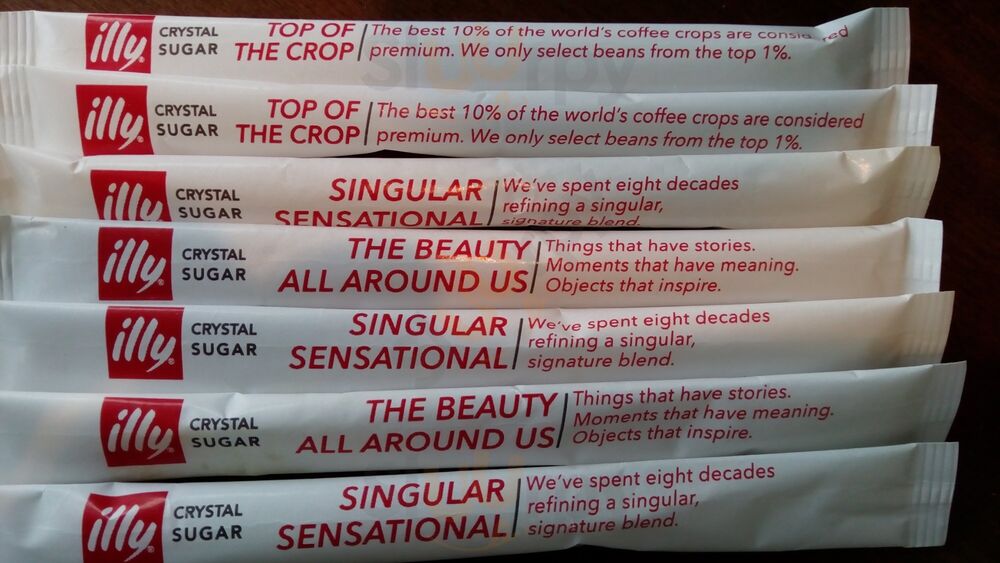 illy CRYSTAL SUGAR TOP OF THE CROP
The best 10% of the world's coffee crops are
premium. We only select beans from the top 1%.
illy CRYSTAL SUGAR TOP OF THE CROP
The best 10% of the world's coffee crops are considered
premium. We only select beans from the top 1%.
illy CRYSTAL SUGAR SINGULAR SENSATIONAL
We've spent eight decades
refining a singular,
signature blend.
illy CRYSTAL SUGAR THE BEAUTY ALL AROUND US
Things that have stories.
Moments that have meaning.
Objects that inspire.
illy CRYSTAL SUGAR SINGULAR SENSATIONAL
We've spent eight decades
refining a singular,
signature blend.
illy CRYSTAL SUGAR THE BEAUTY ALL AROUND US
Things that have stories.
Moments that have meaning.
Objects that inspire.
illy CRYSTAL SUGAR SINGULAR SENSATIONAL
We've spent eight decades
refining a singular,
signature blend.